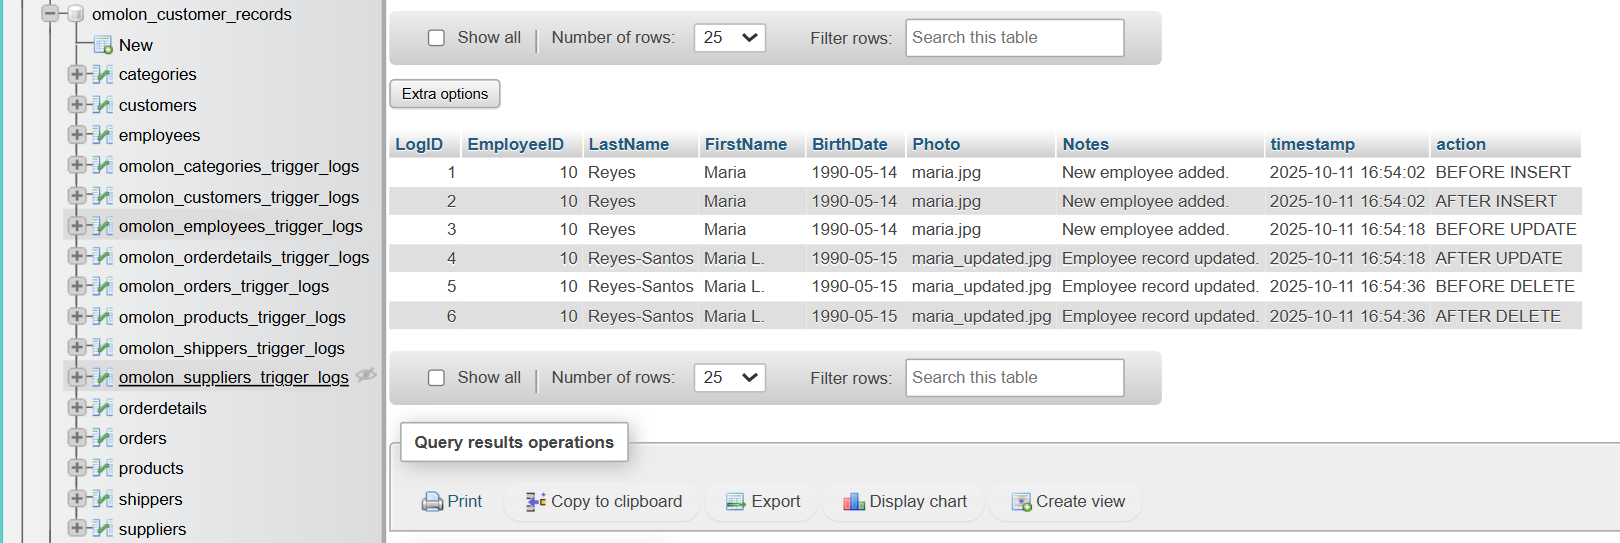 omolon_customer_records
New
categories
customers
employees
omolon_categories_trigger_logs
omolon_customers_trigger_logs
omolon_employees_trigger_logs
omolon_orderdetails_trigger_logs
omolon_orders_trigger_logs
omolon_products_trigger_logs
omolon_shippers_trigger_logs
omolon_suppliers_trigger_logs
orderdetails
orders
products
shippers
suppliers
Show all Number of rows: 25 Filter rows: Search this table
Extra options
LogID EmployeeID LastName FirstName BirthDate Photo Notes timestamp action
1 10 Reyes Maria 1990-05-14 maria.jpg New employee added. 2025-10-11 16:54:02 BEFORE INSERT
2 10 Reyes Maria 1990-05-14 maria.jpg New employee added. 2025-10-11 16:54:02 AFTER INSERT
3 10 Reyes Maria 1990-05-14 maria.jpg New employee added. 2025-10-11 16:54:18 BEFORE UPDATE
4 10 Reyes-Santos Maria L. 1990-05-15 maria_updated.jpg Employee record updated. 2025-10-11 16:54:18 AFTER UPDATE
5 10 Reyes-Santos Maria L. 1990-05-15 maria_updated.jpg Employee record updated. 2025-10-11 16:54:36 BEFORE DELETE
6 10 Reyes-Santos Maria L. 1990-05-15 maria_updated.jpg Employee record updated. 2025-10-11 16:54:36 AFTER DELETE
Show all Number of rows: 25 Filter rows: Search this table
Query results operations
Print Copy to clipboard Export Display chart Create view